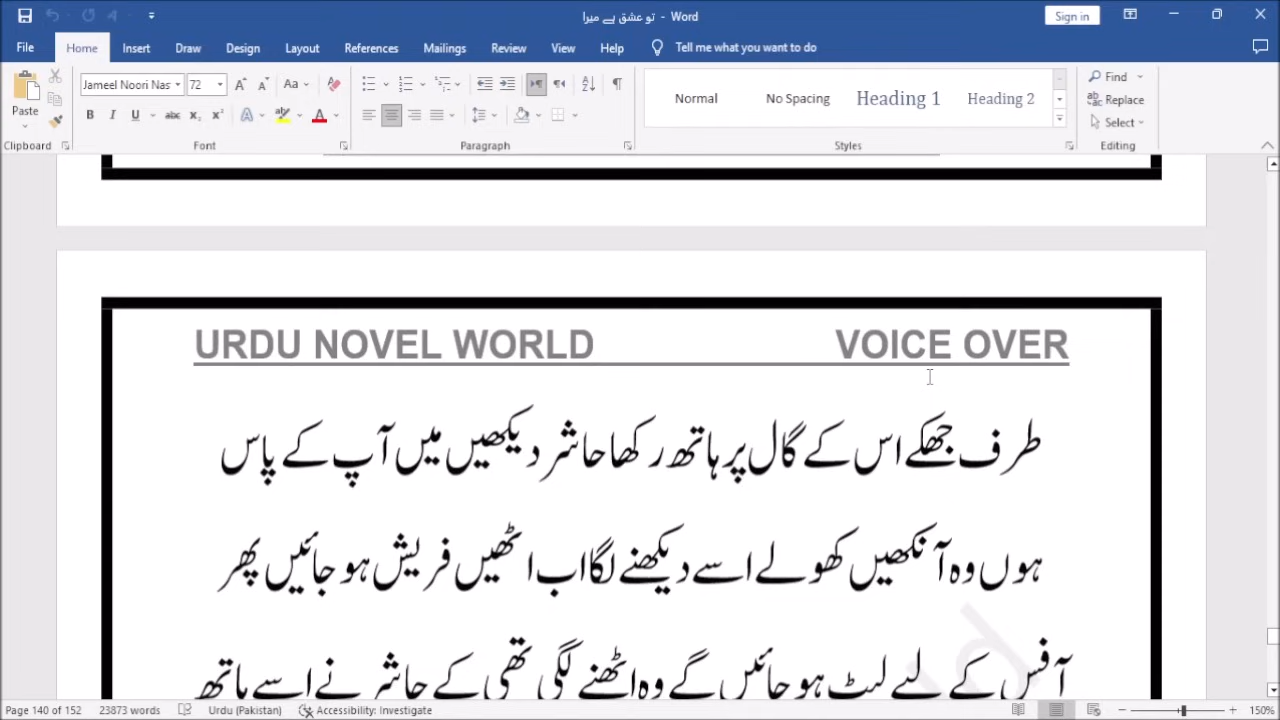 تو عشق ہے میرا - Word
Sign in
File Home Insert Draw Design Layout References Mailings Review View Help Tell me what you want to do
Paste
Jameel Noori Nas 72
Normal No Spacing Heading 1 Heading 2
Find
Replace
Select
Clipboard Font Paragraph Styles Editing
URDU NOVEL WORLD VOICE OVER
طرف جھکے اس کے گال پر ہاتھ رکھا حاشر دیکھیں میں آپ کے پاس
ہوں وہ آنکھیں کھولے اسے دیکھنے لگا اب اٹھیں فریش ہو جائیں پھر
آفس کے لیے لیٹ ہو جائیں گے وہ اٹھنے لگی تھی کے حاشر نے اسے ہاتھ
Page 140 of 152 23873 words Urdu (Pakistan) Accessibility: Investigate 150%